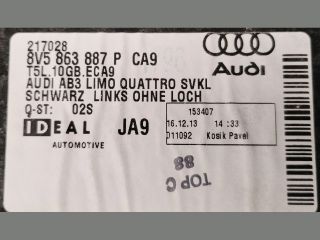 217028
8V5 863 887 P CA9
T5L.10GB.ECA9
AUDI AB3 LIMO QUATTRO SVKL
SCHWARZ LINKS OHNE LOCH
Q-ST: 02S
Audi
IDEAL
AUTOMOTIVE
JA9
153407
16.12.13 14:33
D11092 Kosik Pavel
TOP C
88